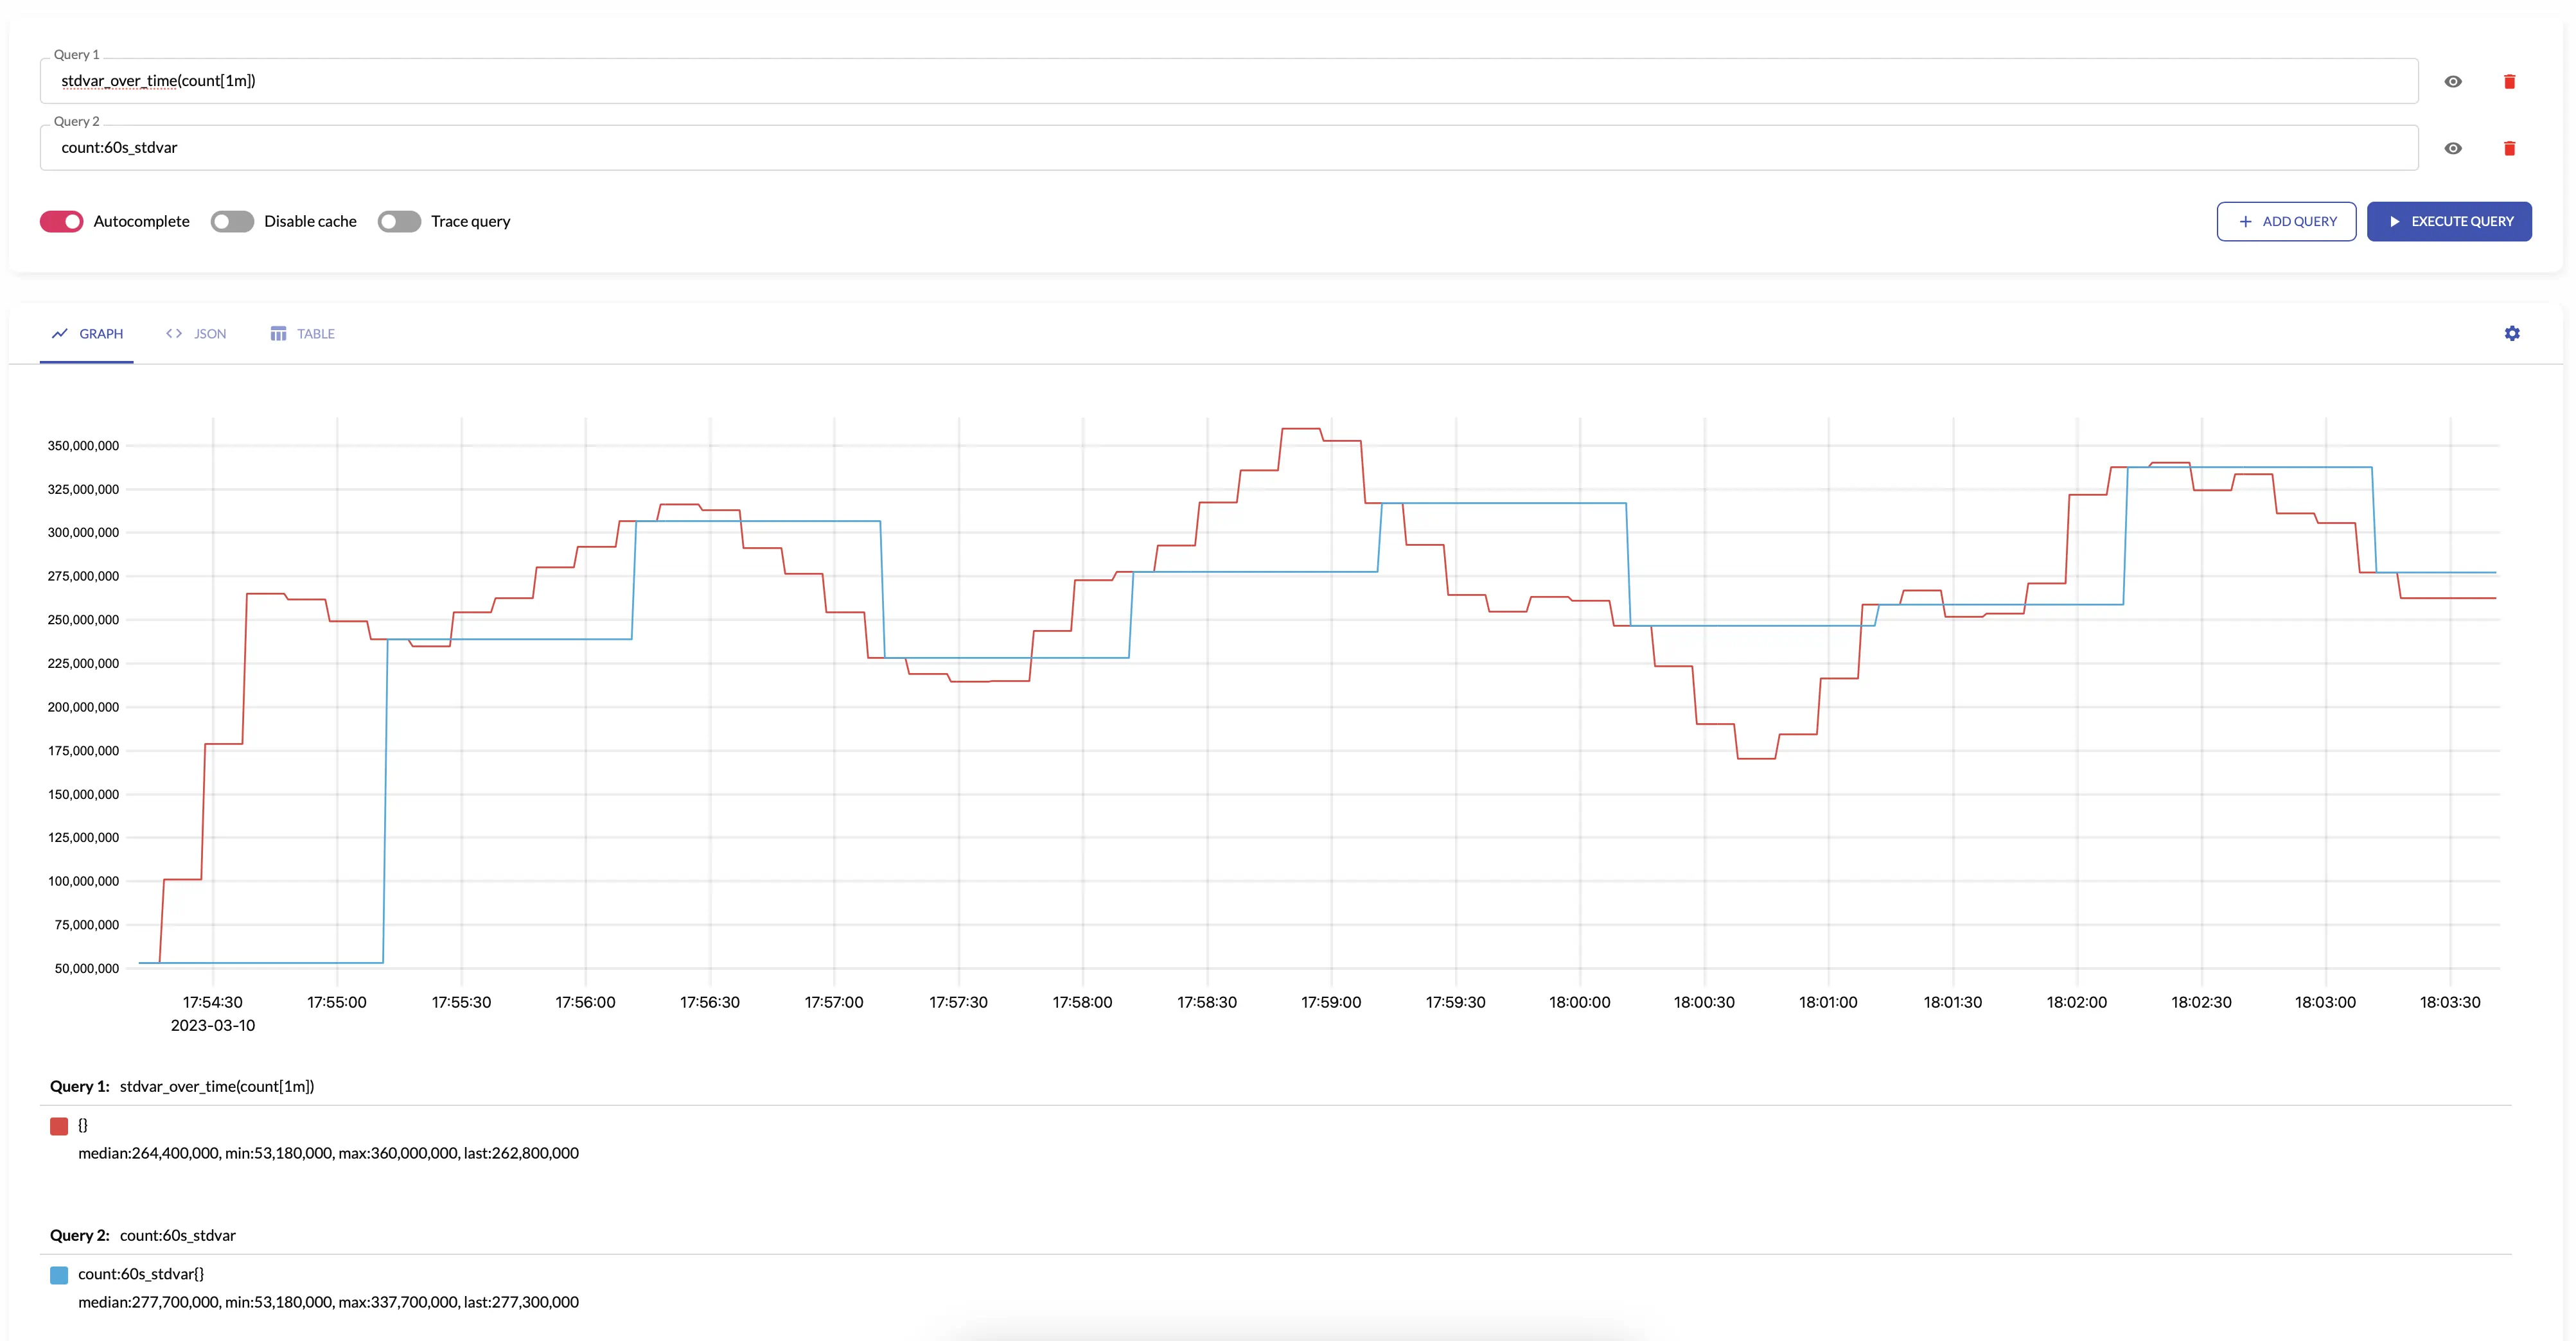 Query 1
stdvar_over_time(count[1m])
Query 2
count:60s_stdvar
Autocomplete Disable cache Trace query ADD QUERY EXECUTE QUERY
GRAPH JSON TABLE
350,000,000
325,000,000
300,000,000
275,000,000
250,000,000
225,000,000
200,000,000
175,000,000
150,000,000
125,000,000
100,000,000
75,000,000
50,000,000
17:54:30 17:55:00 17:55:30 17:56:00 17:56:30 17:57:00 17:57:30 17:58:00 17:58:30 17:59:00 17:59:30 18:00:00 18:00:30 18:01:00 18:01:30 18:02:00 18:02:30 18:03:00 18:03:30
2023-03-10
Query 1: stdvar_over_time(count[1m])
{}
median:264,400,000, min:53,180,000, max:360,000,000, last:262,800,000
Query 2: count:60s_stdvar
count:60s_stdvar{}
median:277,700,000, min:53,180,000, max:337,700,000, last:277,300,000